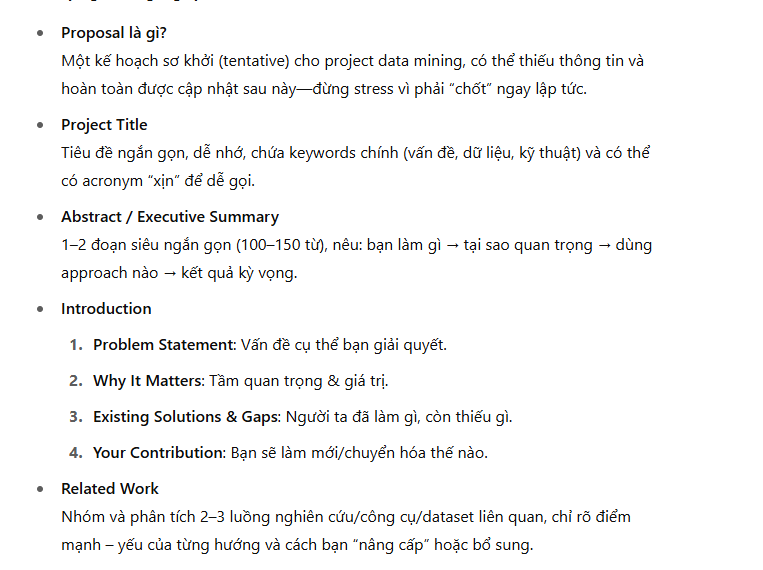 Proposal là gì?
Một kế hoạch sơ khởi (tentative) cho project data mining, có thể thiếu thông tin và
hoàn toàn được cập nhật sau này—đừng stress vì phải “chốt” ngay lập tức.
Project Title
Tiêu đề ngắn gọn, dễ nhớ, chứa keywords chính (vấn đề, dữ liệu, kỹ thuật) và có thể
có acronym “xịn” để dễ gọi.
Abstract / Executive Summary
1–2 đoạn siêu ngắn gọn (100–150 từ), nêu: bạn làm gì → tại sao quan trọng → dùng
approach nào → kết quả kỳ vọng.
Introduction
1. Problem Statement: Vấn đề cụ thể bạn giải quyết.
2. Why It Matters: Tầm quan trọng & giá trị.
3. Existing Solutions & Gaps: Người ta đã làm gì, còn thiếu gì.
4. Your Contribution: Bạn sẽ làm mới/chuyển hóa thế nào.
Related Work
Nhóm và phân tích 2–3 luồng nghiên cứu/công cụ/dataset liên quan, chỉ rõ điểm
mạnh – yếu của từng hướng và cách bạn “nâng cấp” hoặc bổ sung.